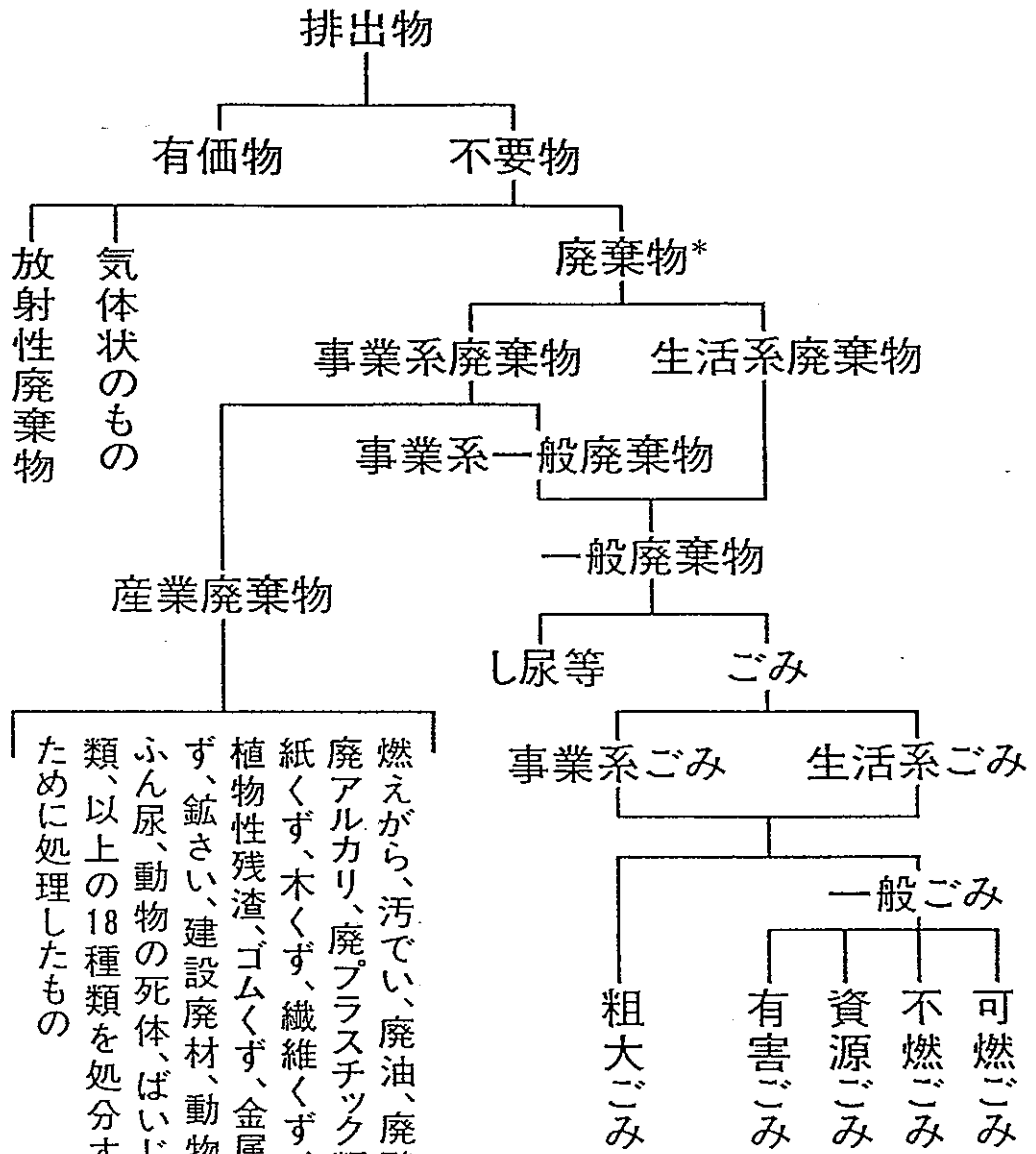 排出物
有価物
不要物
放射性廃棄物
気体状のもの
廃棄物*
事業系廃棄物
生活系廃棄物
事業系一般廃棄物
一般廃棄物
産業廃棄物
し尿等
ごみ
事業系ごみ
生活系ごみ
一般ごみ
粗大ごみ
有害ごみ
資源ごみ
不燃ごみ
可燃ごみ
燃えがら、汚でい、廃油、廃
廃アルカリ、廃プラスチック
紙くず、木くず、繊維くず、
植物性残渣、ゴムくず、金属
ず、鉱さい、建設廃材、動物
ふん尿、動物の死体、ばいじ
類、以上の18種類を処分す
ために処理したもの